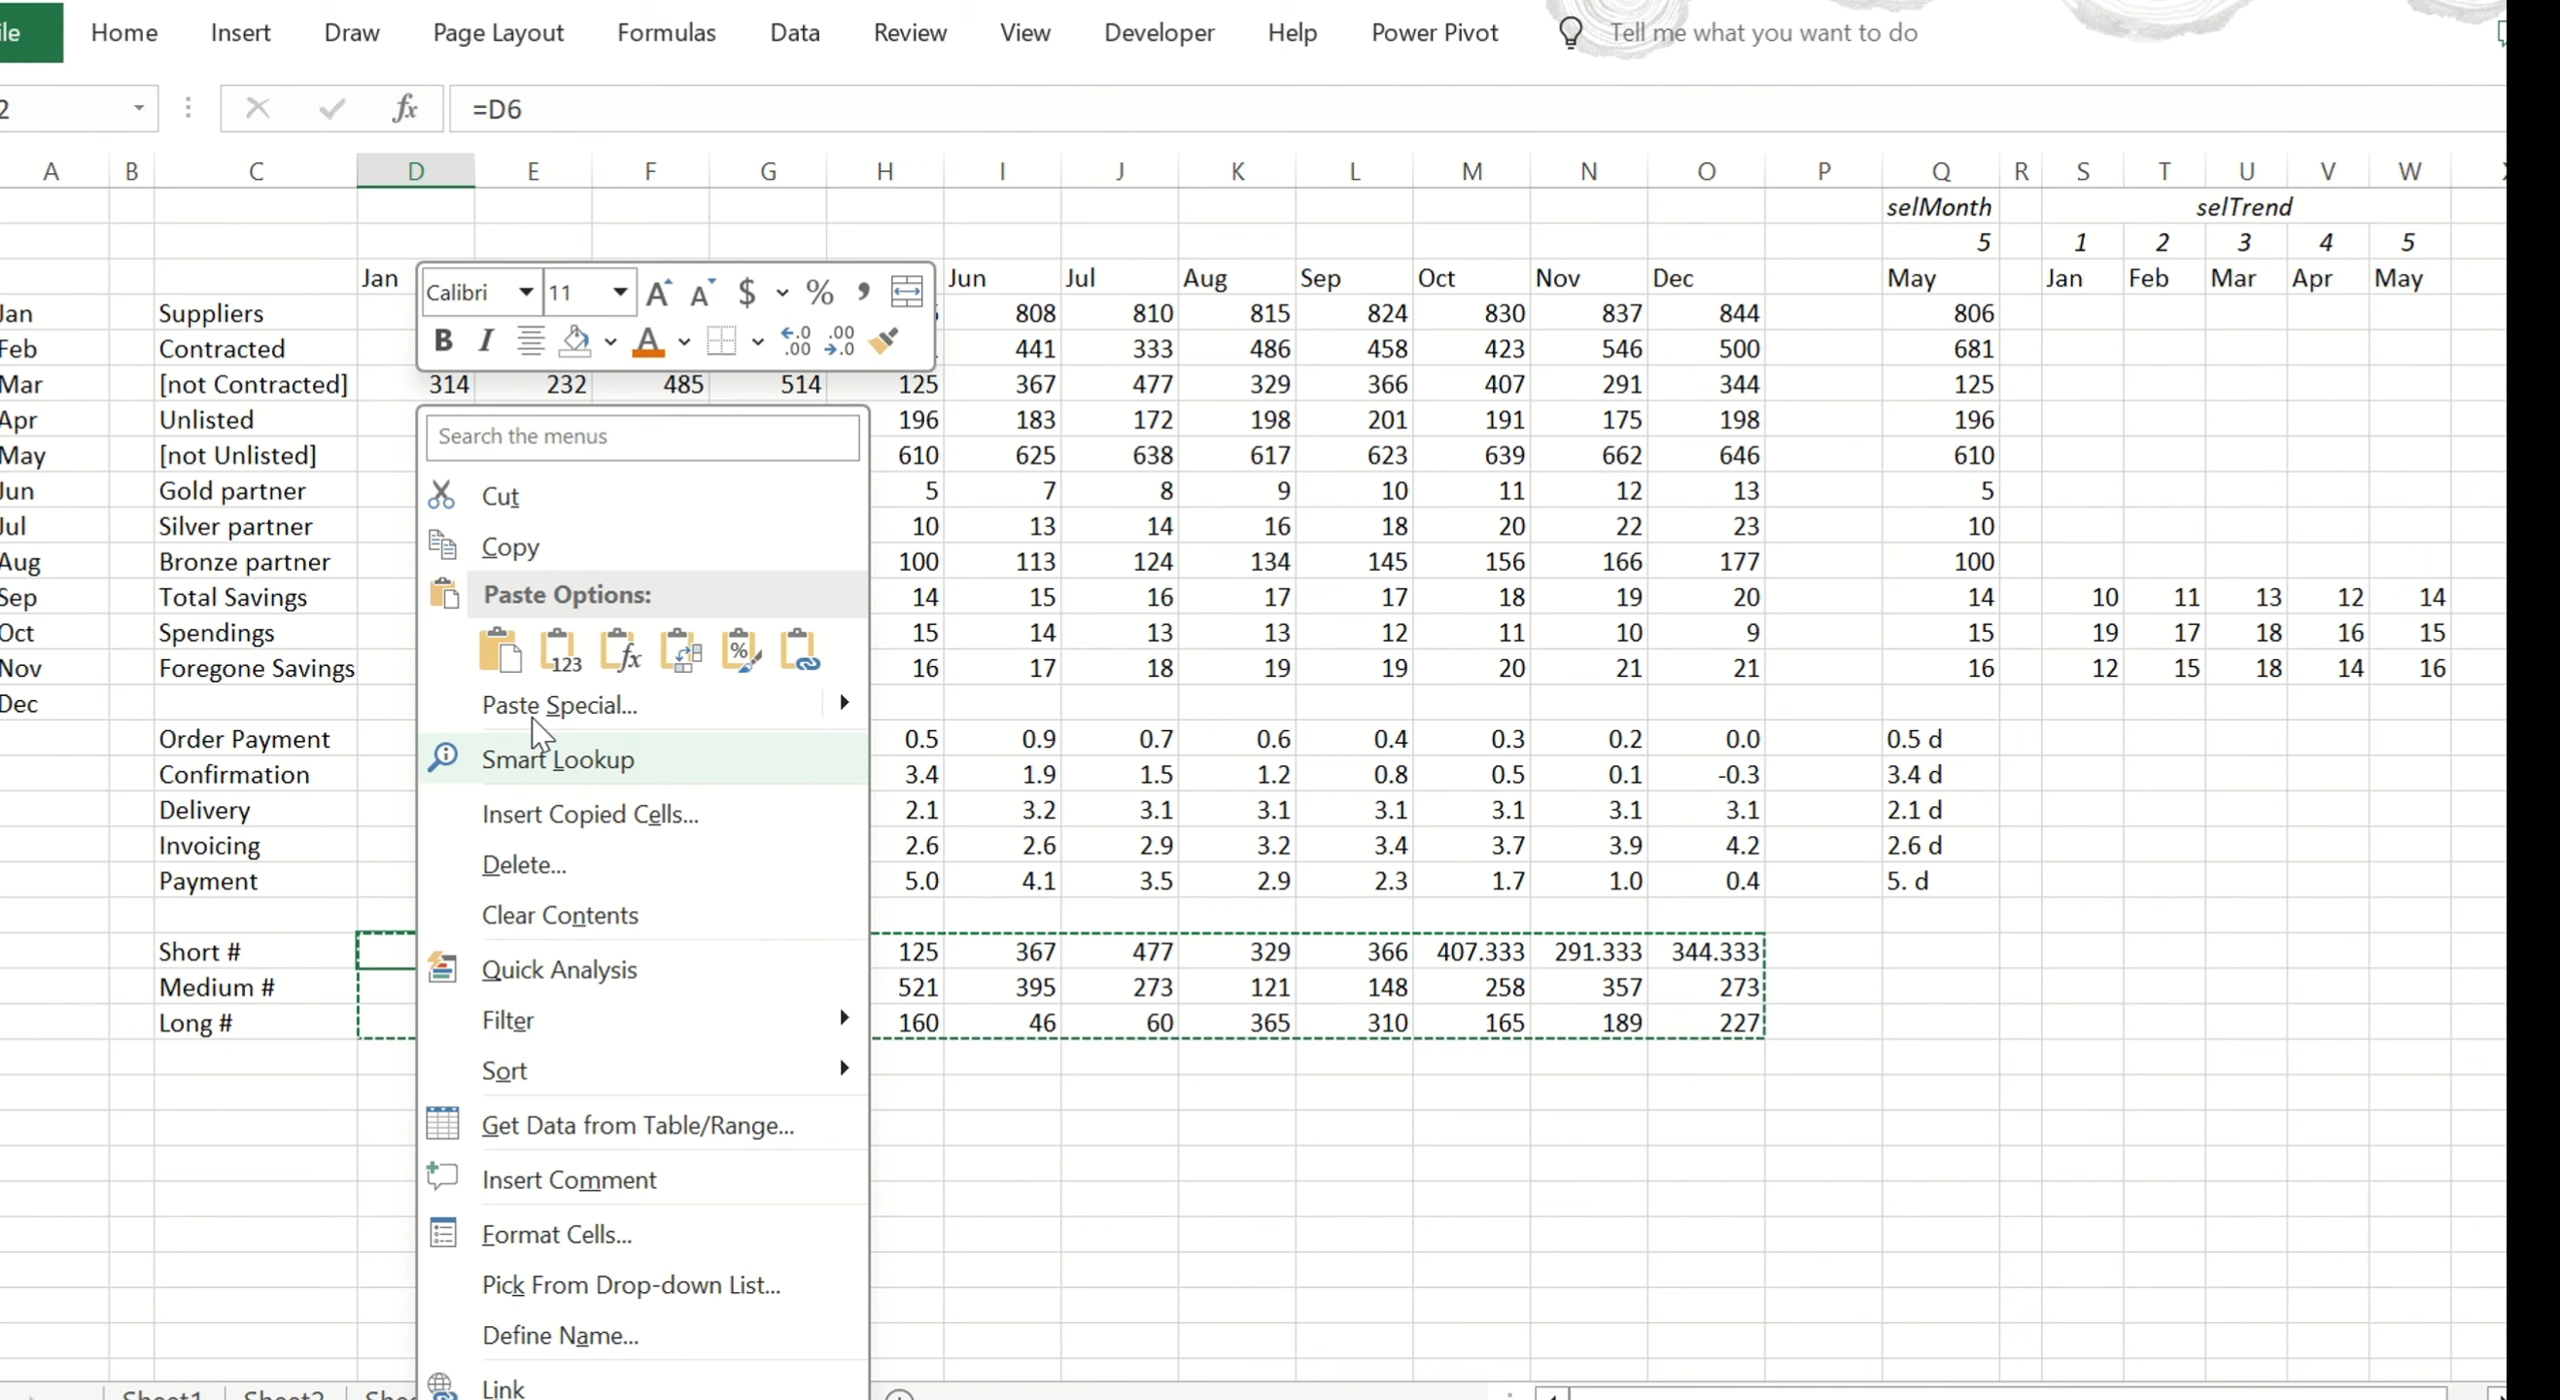 ile Home Insert Draw Page Layout Formulas Data Review View Developer Help Power Pivot Tell me what you want to do
2 fx =D6
A B C D E F G H I J K L M N O P Q R S T U V W
selMonth selTrend
5 1 2 3 4 5
Jan Jun Jul Aug Sep Oct Nov Dec May Jan Feb Mar Apr May
Calibri 11 A A $ % ,
B I A
Jan Suppliers 808 810 815 824 830 837 844 806
Feb Contracted 441 333 486 458 423 546 500 681
Mar [not Contracted] 314 232 485 514 125 367 477 329 366 407 291 344 125
Apr Unlisted 196 183 172 198 201 191 175 198 196
May [not Unlisted] 610 625 638 617 623 639 662 646 610
Jun Gold partner 5 7 8 9 10 11 12 13 5
Jul Silver partner 10 13 14 16 18 20 22 23 10
Aug Bronze partner 100 113 124 134 145 156 166 177 100
Sep Total Savings 14 15 16 17 17 18 19 20 14 10 11 13 12 14
Oct Spendings 15 14 13 13 12 11 10 9 15 19 17 18 16 15
Nov Foregone Savings 16 17 18 19 19 20 21 21 16 12 15 18 14 16
Dec
Order Payment 0.5 0.9 0.7 0.6 0.4 0.3 0.2 0.0 0.5 d
Confirmation 3.4 1.9 1.5 1.2 0.8 0.5 0.1 -0.3 3.4 d
Delivery 2.1 3.2 3.1 3.1 3.1 3.1 3.1 3.1 2.1 d
Invoicing 2.6 2.6 2.9 3.2 3.4 3.7 3.9 4.2 2.6 d
Payment 5.0 4.1 3.5 2.9 2.3 1.7 1.0 0.4 5. d
Short # 125 367 477 329 366 407.333 291.333 344.333
Medium # 521 395 273 121 148 258 357 273
Long # 160 46 60 365 310 165 189 227
Search the menus
Cut
Copy
Paste Options:
Paste Special...
Smart Lookup
Insert Copied Cells...
Delete...
Clear Contents
Quick Analysis
Filter
Sort
Get Data from Table/Range...
Insert Comment
Format Cells...
Pick From Drop-down List...
Define Name...
Link
Sheet1 Sheet2